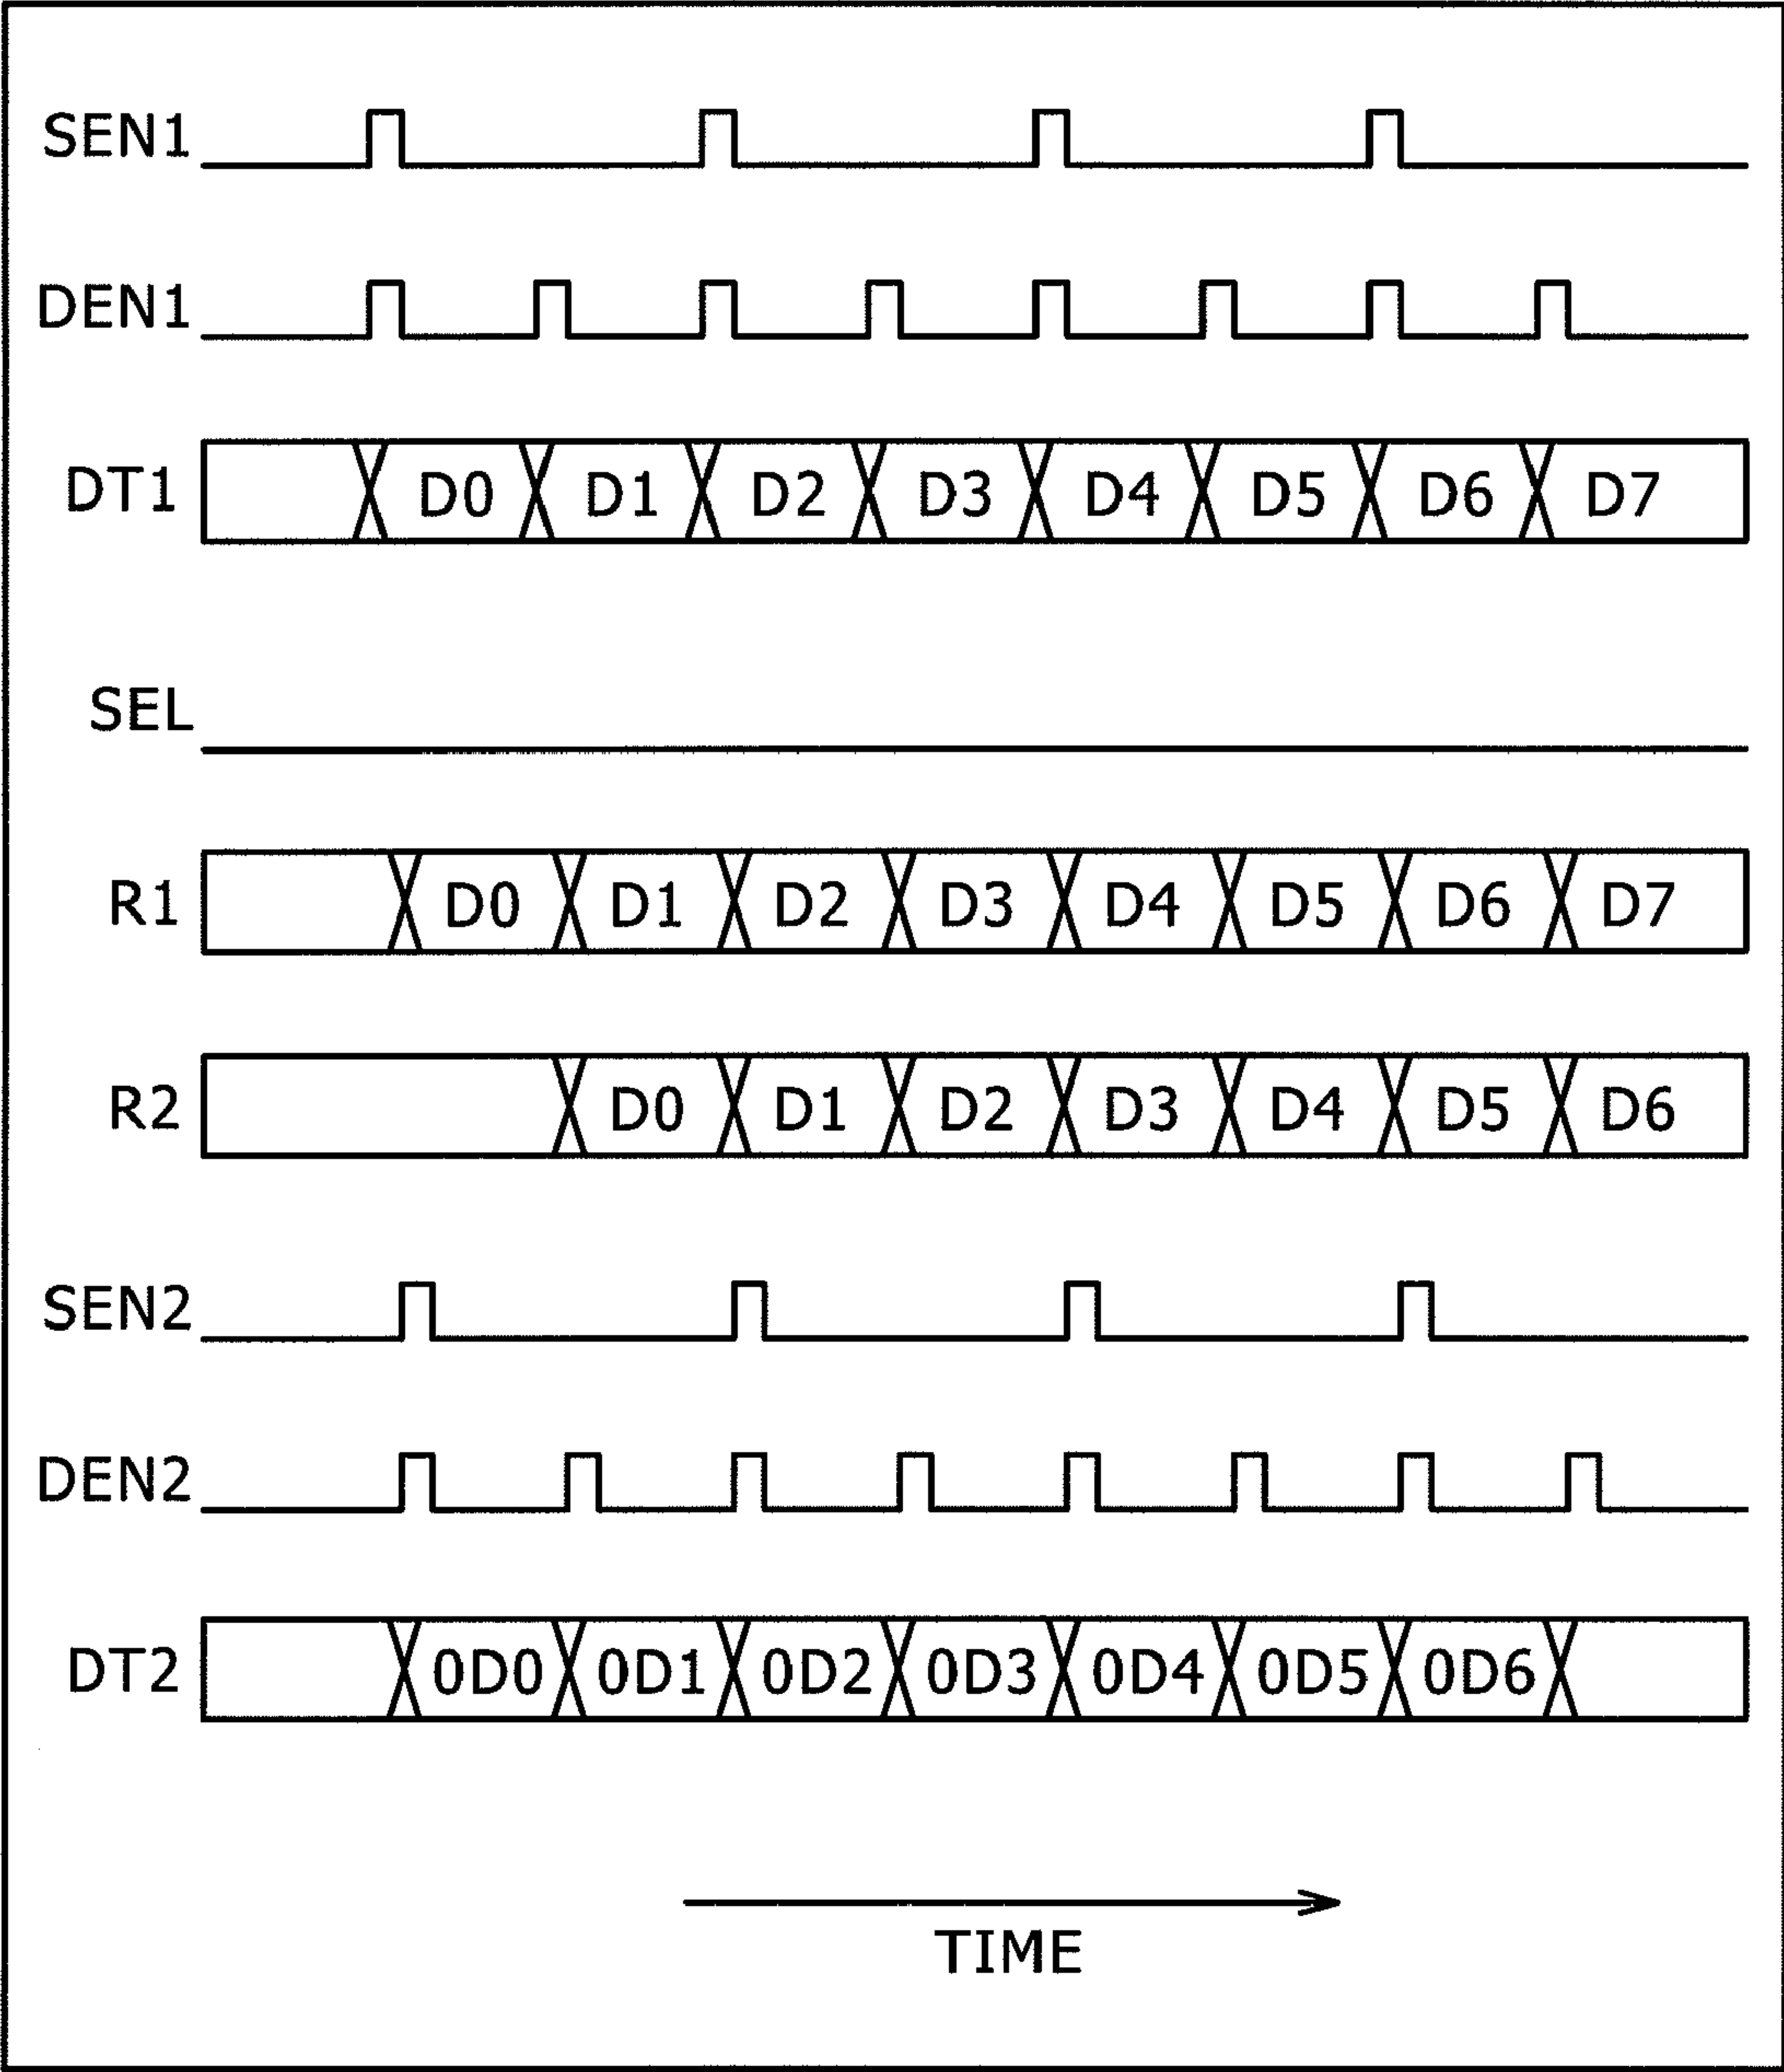 SEN1
DEN1
DT1 D0 D1 D2 D3 D4 D5 D6 D7
SEL
R1 D0 D1 D2 D3 D4 D5 D6 D7
R2 D0 D1 D2 D3 D4 D5 D6
SEN2
DEN2
DT2 0D0 0D1 0D2 0D3 0D4 0D5 0D6
TIME